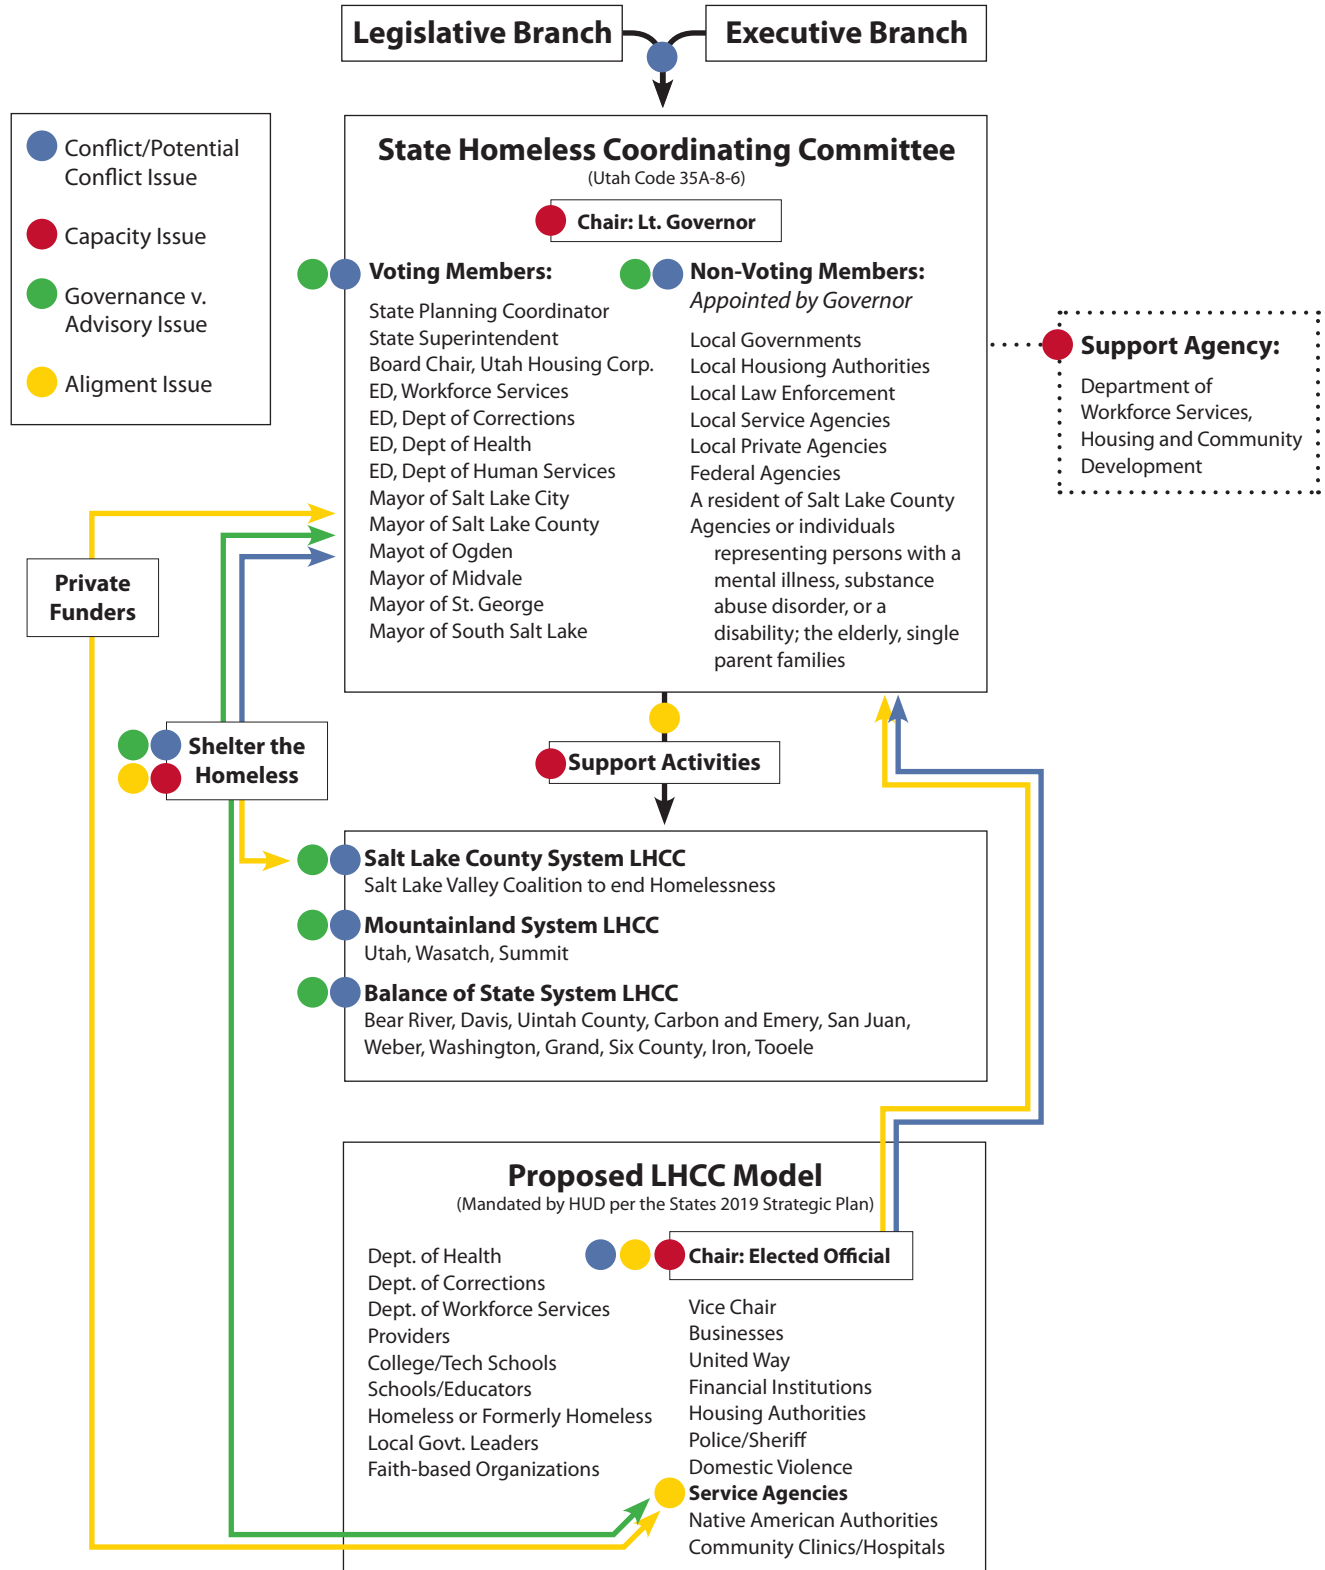 Legislative Branch
Executive Branch
Conflict/Potential
Conflict Issue
Capacity Issue
Governance v.
Advisory Issue
Aligment Issue
State Homeless Coordinating Committee
(Utah Code 35A-8-6)
Chair: Lt. Governor
Voting Members:
State Planning Coordinator
State Superintendent
Board Chair, Utah Housing Corp.
ED, Workforce Services
ED, Dept of Corrections
ED, Dept of Health
ED, Dept of Human Services
Mayor of Salt Lake City
Mayor of Salt Lake County
Mayot of Ogden
Mayor of Midvale
Mayor of St. George
Mayor of South Salt Lake
Non-Voting Members:
Appointed by Governor
Local Governments
Local Housiong Authorities
Local Law Enforcement
Local Service Agencies
Local Private Agencies
Federal Agencies
A resident of Salt Lake County
Agencies or individuals
representing persons with a
mental illness, substance
abuse disorder, or a
disability; the elderly, single
parent families
Support Agency:
Department of
Workforce Services,
Housing and Community
Development
Private
Funders
Shelter the
Homeless
Support Activities
Salt Lake County System LHCC
Salt Lake Valley Coalition to end Homelessness
Mountainland System LHCC
Utah, Wasatch, Summit
Balance of State System LHCC
Bear River, Davis, Uintah County, Carbon and Emery, San Juan,
Weber, Washington, Grand, Six County, Iron, Tooele
Proposed LHCC Model
(Mandated by HUD per the States 2019 Strategic Plan)
Chair: Elected Official
Dept. of Health
Dept. of Corrections
Dept. of Workforce Services
Providers
College/Tech Schools
Schools/Educators
Homeless or Formerly Homeless
Local Govt. Leaders
Faith-based Organizations
Vice Chair
Businesses
United Way
Financial Institutions
Housing Authorities
Police/Sheriff
Domestic Violence
Service Agencies
Native American Authorities
Community Clinics/Hospitals